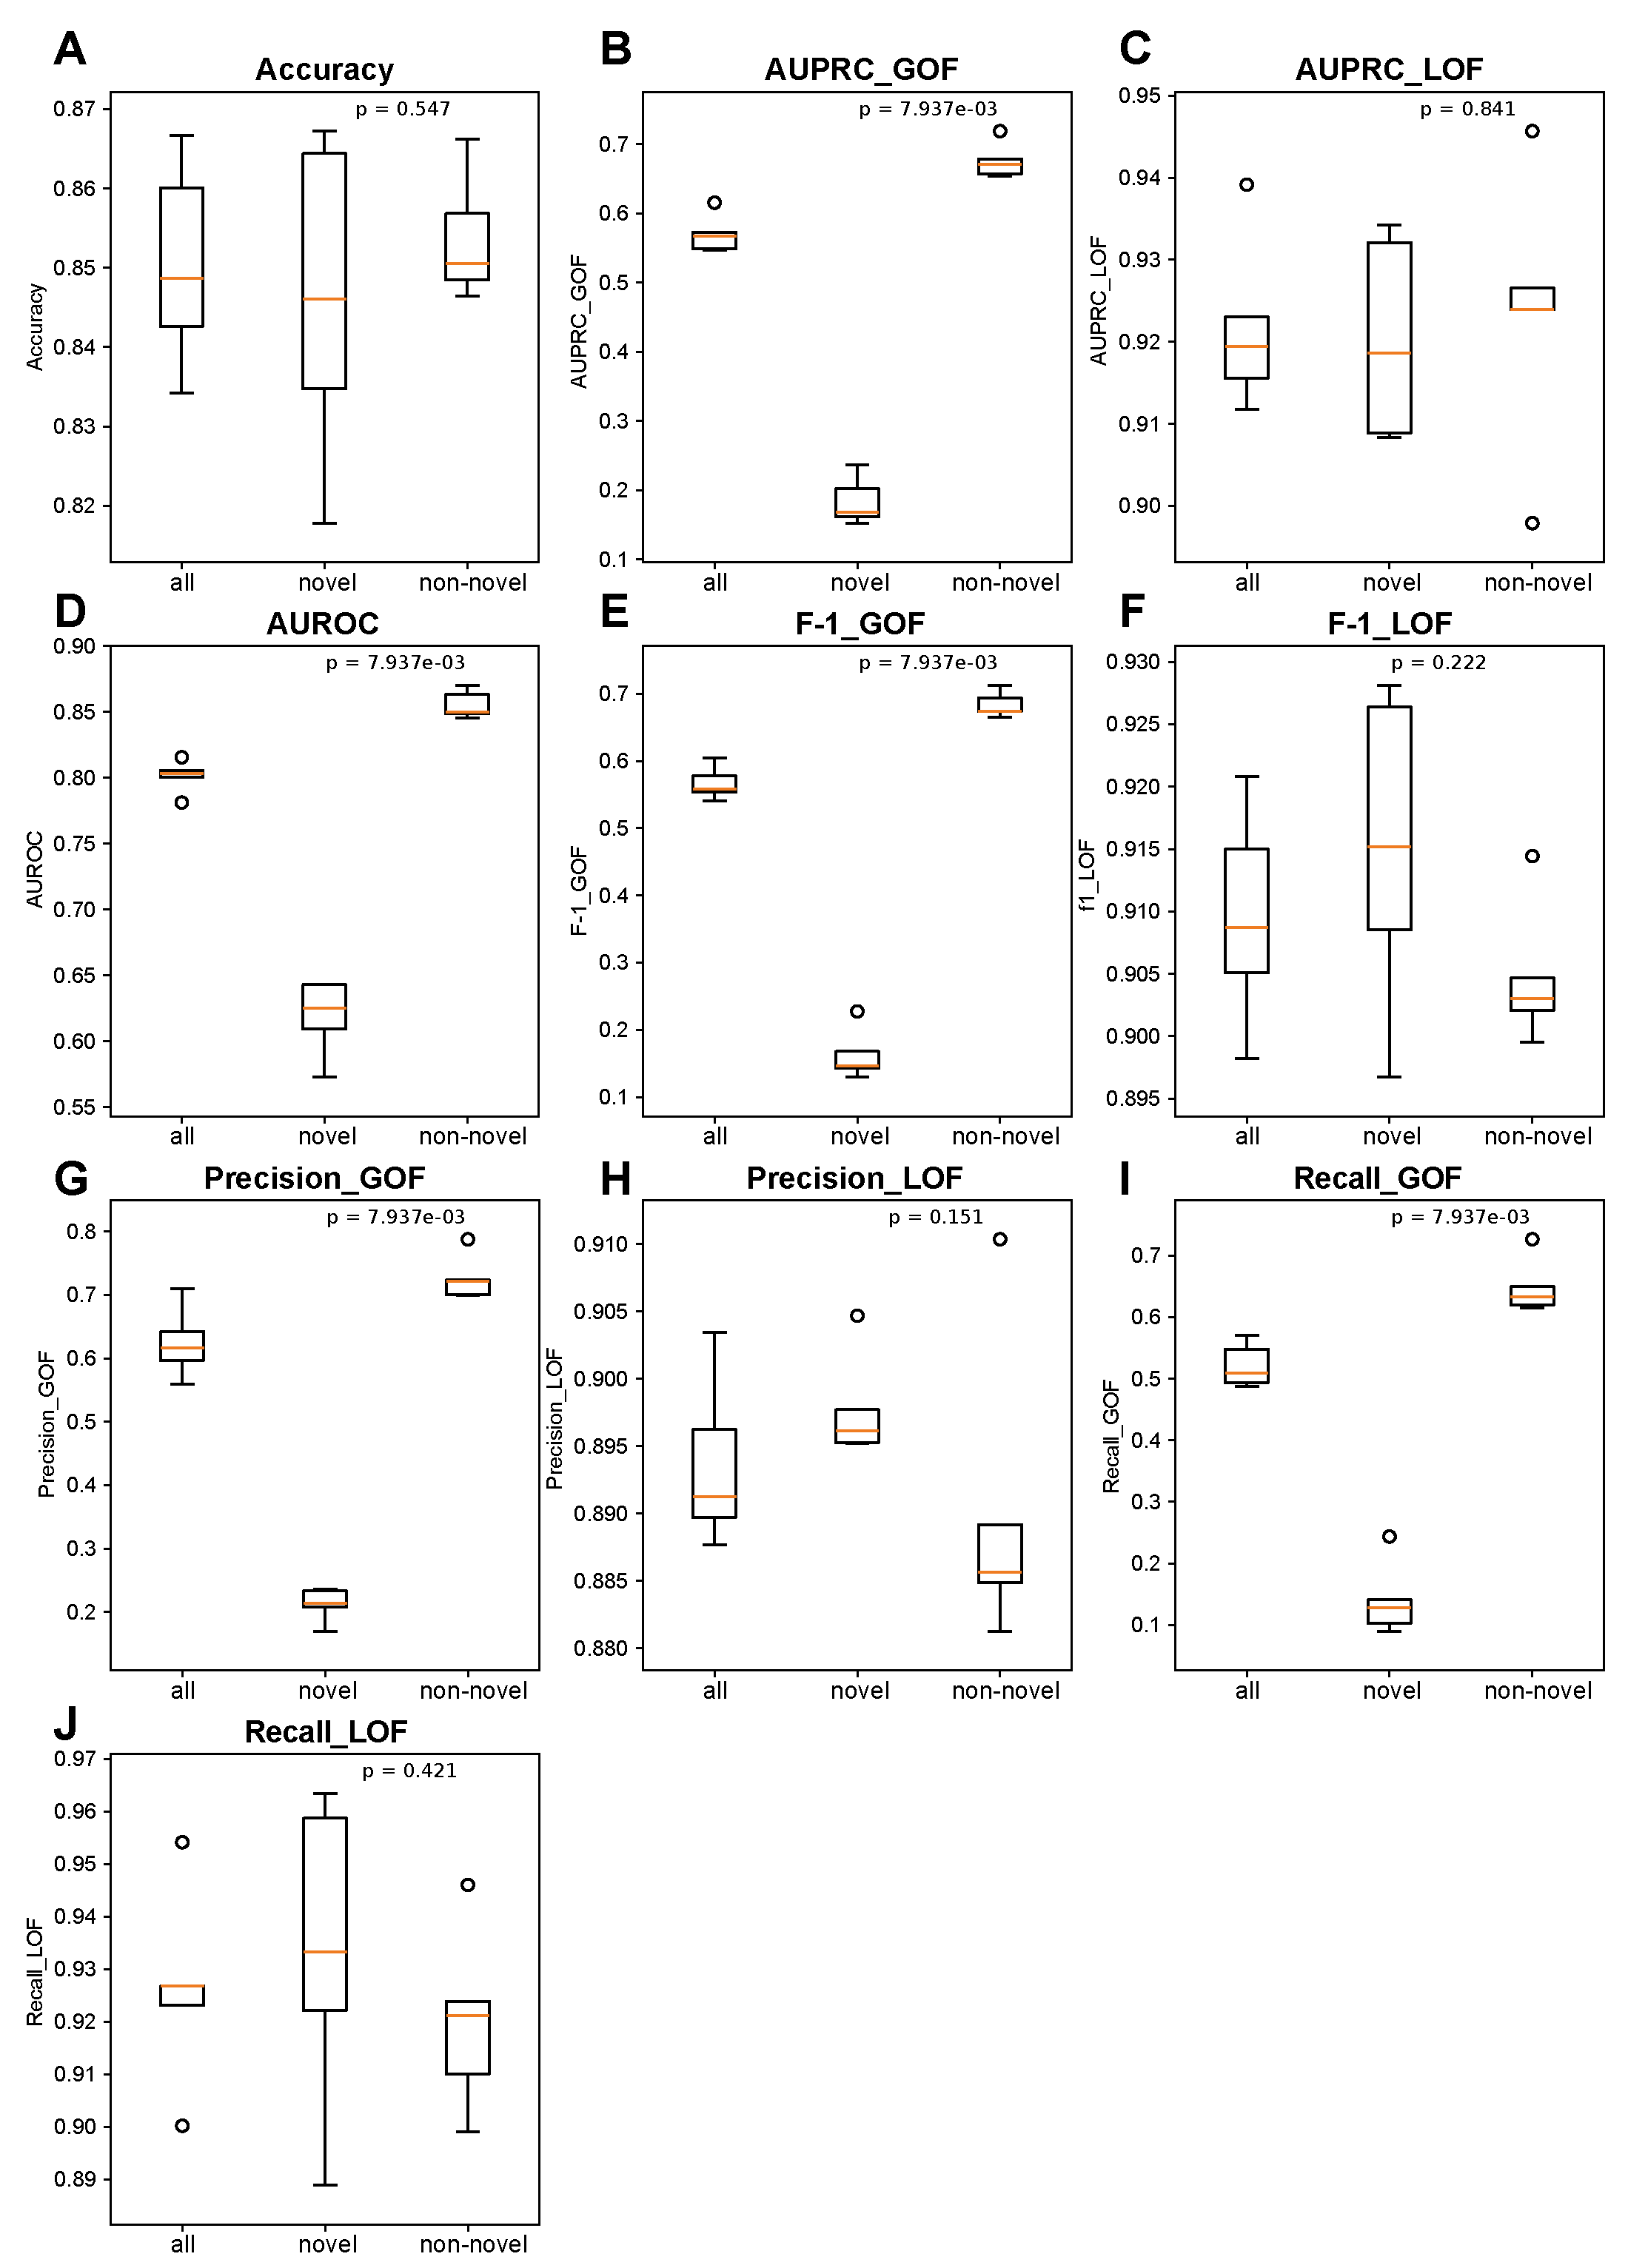 A
Accuracy
p = 0.547
Accuracy
0.87
0.86
0.85
0.84
0.83
0.82
all
novel
non-novel
B
AUPRC_GOF
p = 7.937e-03
AUPRC_GOF
0.7
0.6
0.5
0.4
0.3
0.2
0.1
all
novel
non-novel
C
AUPRC_LOF
p = 0.841
AUPRC_LOF
0.95
0.94
0.93
0.92
0.91
0.90
all
novel
non-novel
D
AUROC
p = 7.937e-03
AUROC
0.90
0.85
0.80
0.75
0.70
0.65
0.60
0.55
all
novel
non-novel
E
F-1_GOF
p = 7.937e-03
F-1_GOF
0.7
0.6
0.5
0.4
0.3
0.2
0.1
all
novel
non-novel
F
F-1_LOF
p = 0.222
f1_LOF
0.930
0.925
0.920
0.915
0.910
0.905
0.900
0.895
all
novel
non-novel
G
Precision_GOF
p = 7.937e-03
Precision_GOF
0.8
0.7
0.6
0.5
0.4
0.3
0.2
all
novel
non-novel
H
Precision_LOF
p = 0.151
Precision_LOF
0.910
0.905
0.900
0.895
0.890
0.885
0.880
all
novel
non-novel
I
Recall_GOF
p = 7.937e-03
Recall_GOF
0.7
0.6
0.5
0.4
0.3
0.2
0.1
all
novel
non-novel
J
Recall_LOF
p = 0.421
Recall_LOF
0.97
0.96
0.95
0.94
0.93
0.92
0.91
0.90
0.89
all
novel
non-novel